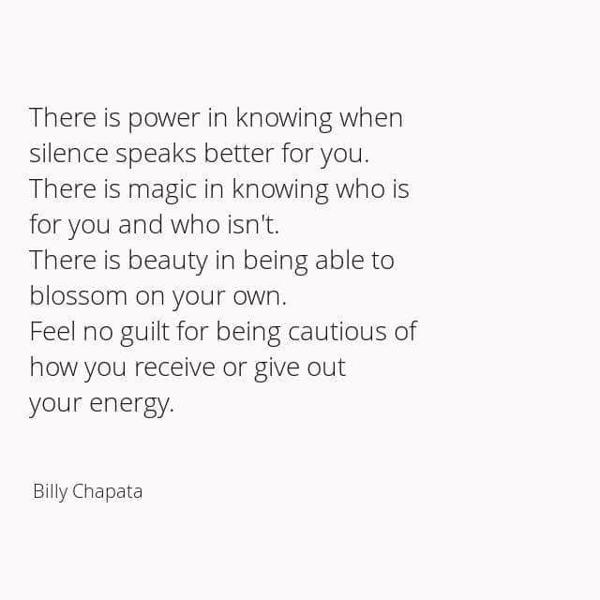 There is power in knowing when
silence speaks better for you.
There is magic in knowing who is
for you and who isn't.
There is beauty in being able to
blossom on your own.
Feel no guilt for being cautious of
how you receive or give out
your energy.
Billy Chapata